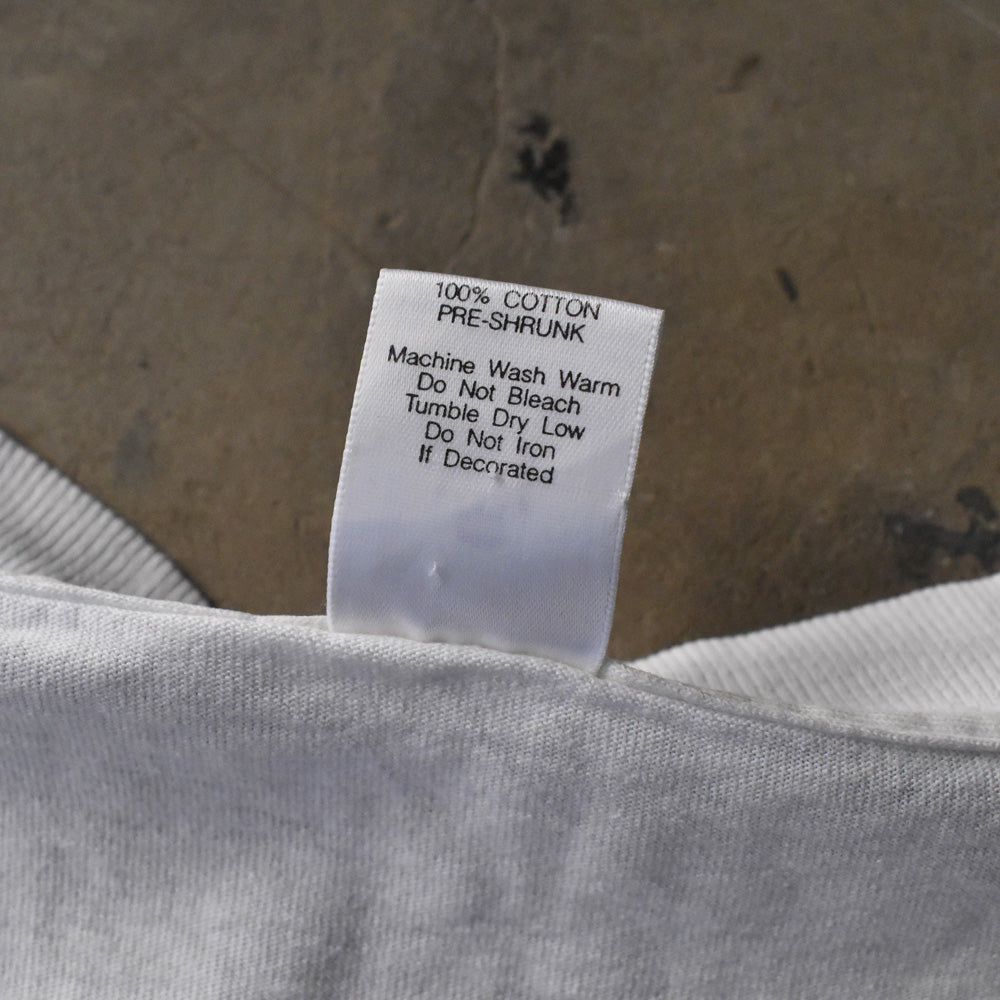 100% COTTON
PRE-SHRUNK
Machine Wash Warm
Do Not Bleach
Tumble Dry Low
Do Not Iron
If Decorated